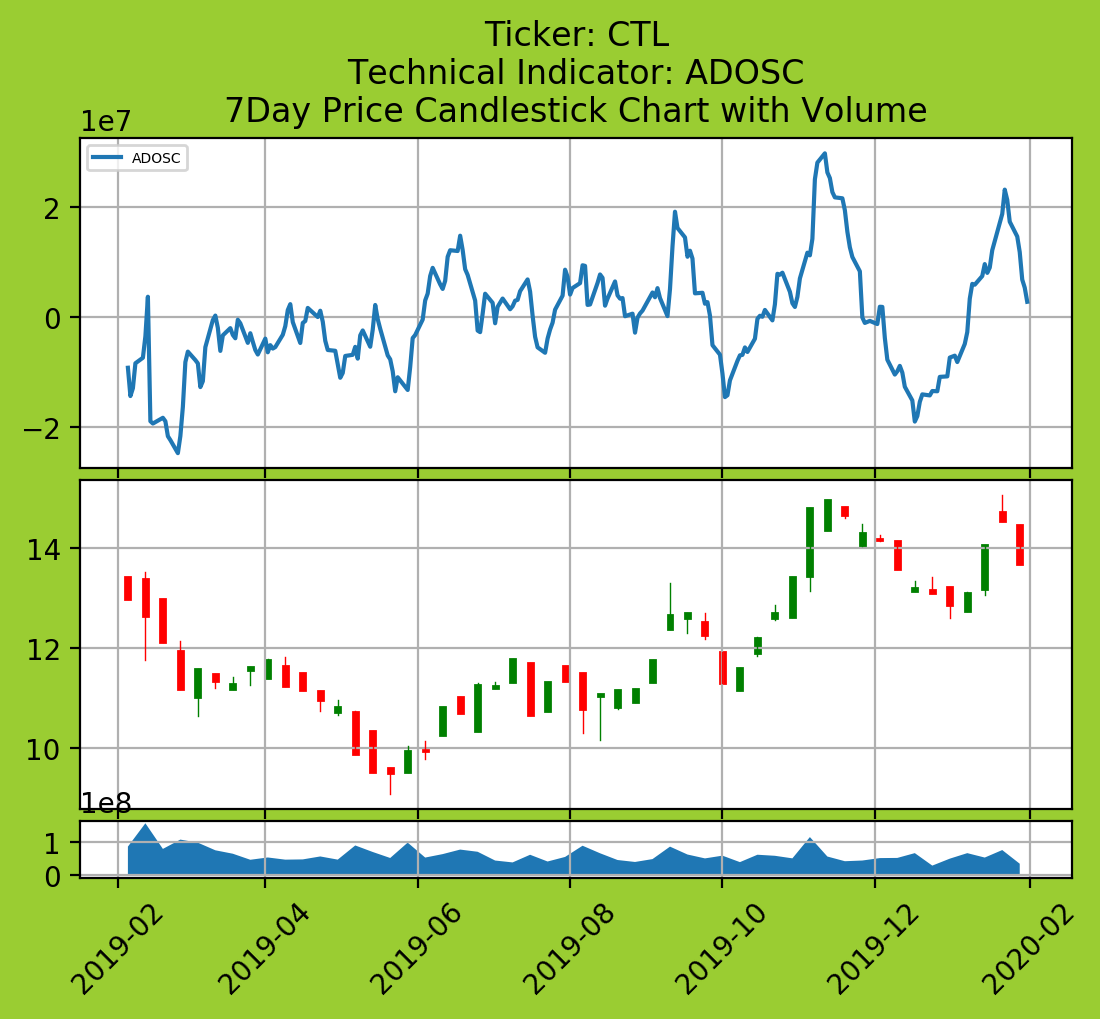 Ticker: CTL
Technical Indicator: ADOSC
7Day Price Candlestick Chart with Volume
1e7
ADOSC
2
0
−2
14
12
10
1e8
1
0
2019-02
2019-04
2019-06
2019-08
2019-10
2019-12
2020-02